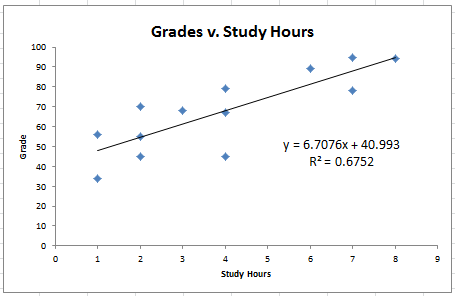 Grades v. Study Hours
100
90
80
70
60
50
40
30
20
10
0
Grade
y = 6.7076x + 40.993
R² = 0.6752
0 1 2 3 4 5 6 7 8 9
Study Hours